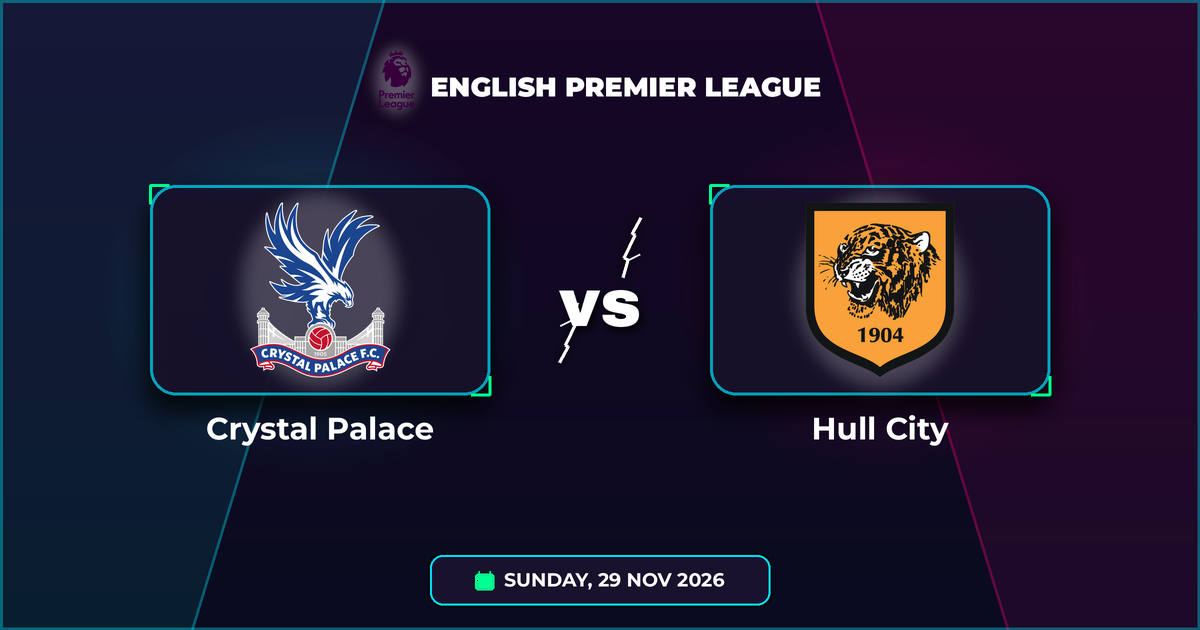 Premier
League
ENGLISH PREMIER LEAGUE
1905
CRYSTAL PALACE F.C.
VS
1904
Crystal Palace
Hull City
SUNDAY, 29 NOV 2026